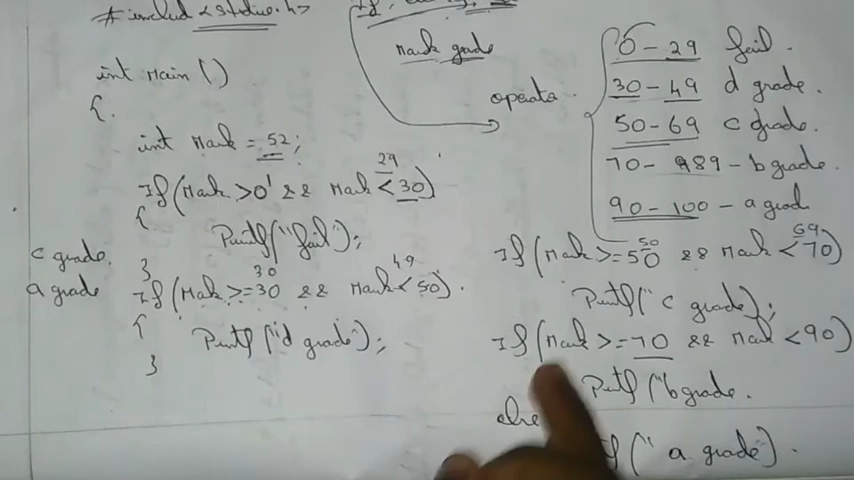 #includ <stdio.h>
mark grade
int main ()
{
int mark = 52;
29
If (mark >0 && mark <30)
{
Printf("fail");
}
c grade.
a grade
30 49
If (mark >=30 && mark < 50).
{
Printf ("d grade");
}
operato
0-29 fail.
30-49 d grade.
50-69 c grade.
70-89 - b grade.
90-100 - a grad
50 69
If (mark >=50 && mark <70)
Printf(" c grade);
If (mark >=70 && mark <90)
Printf ("b grade.
else
(" a grade).